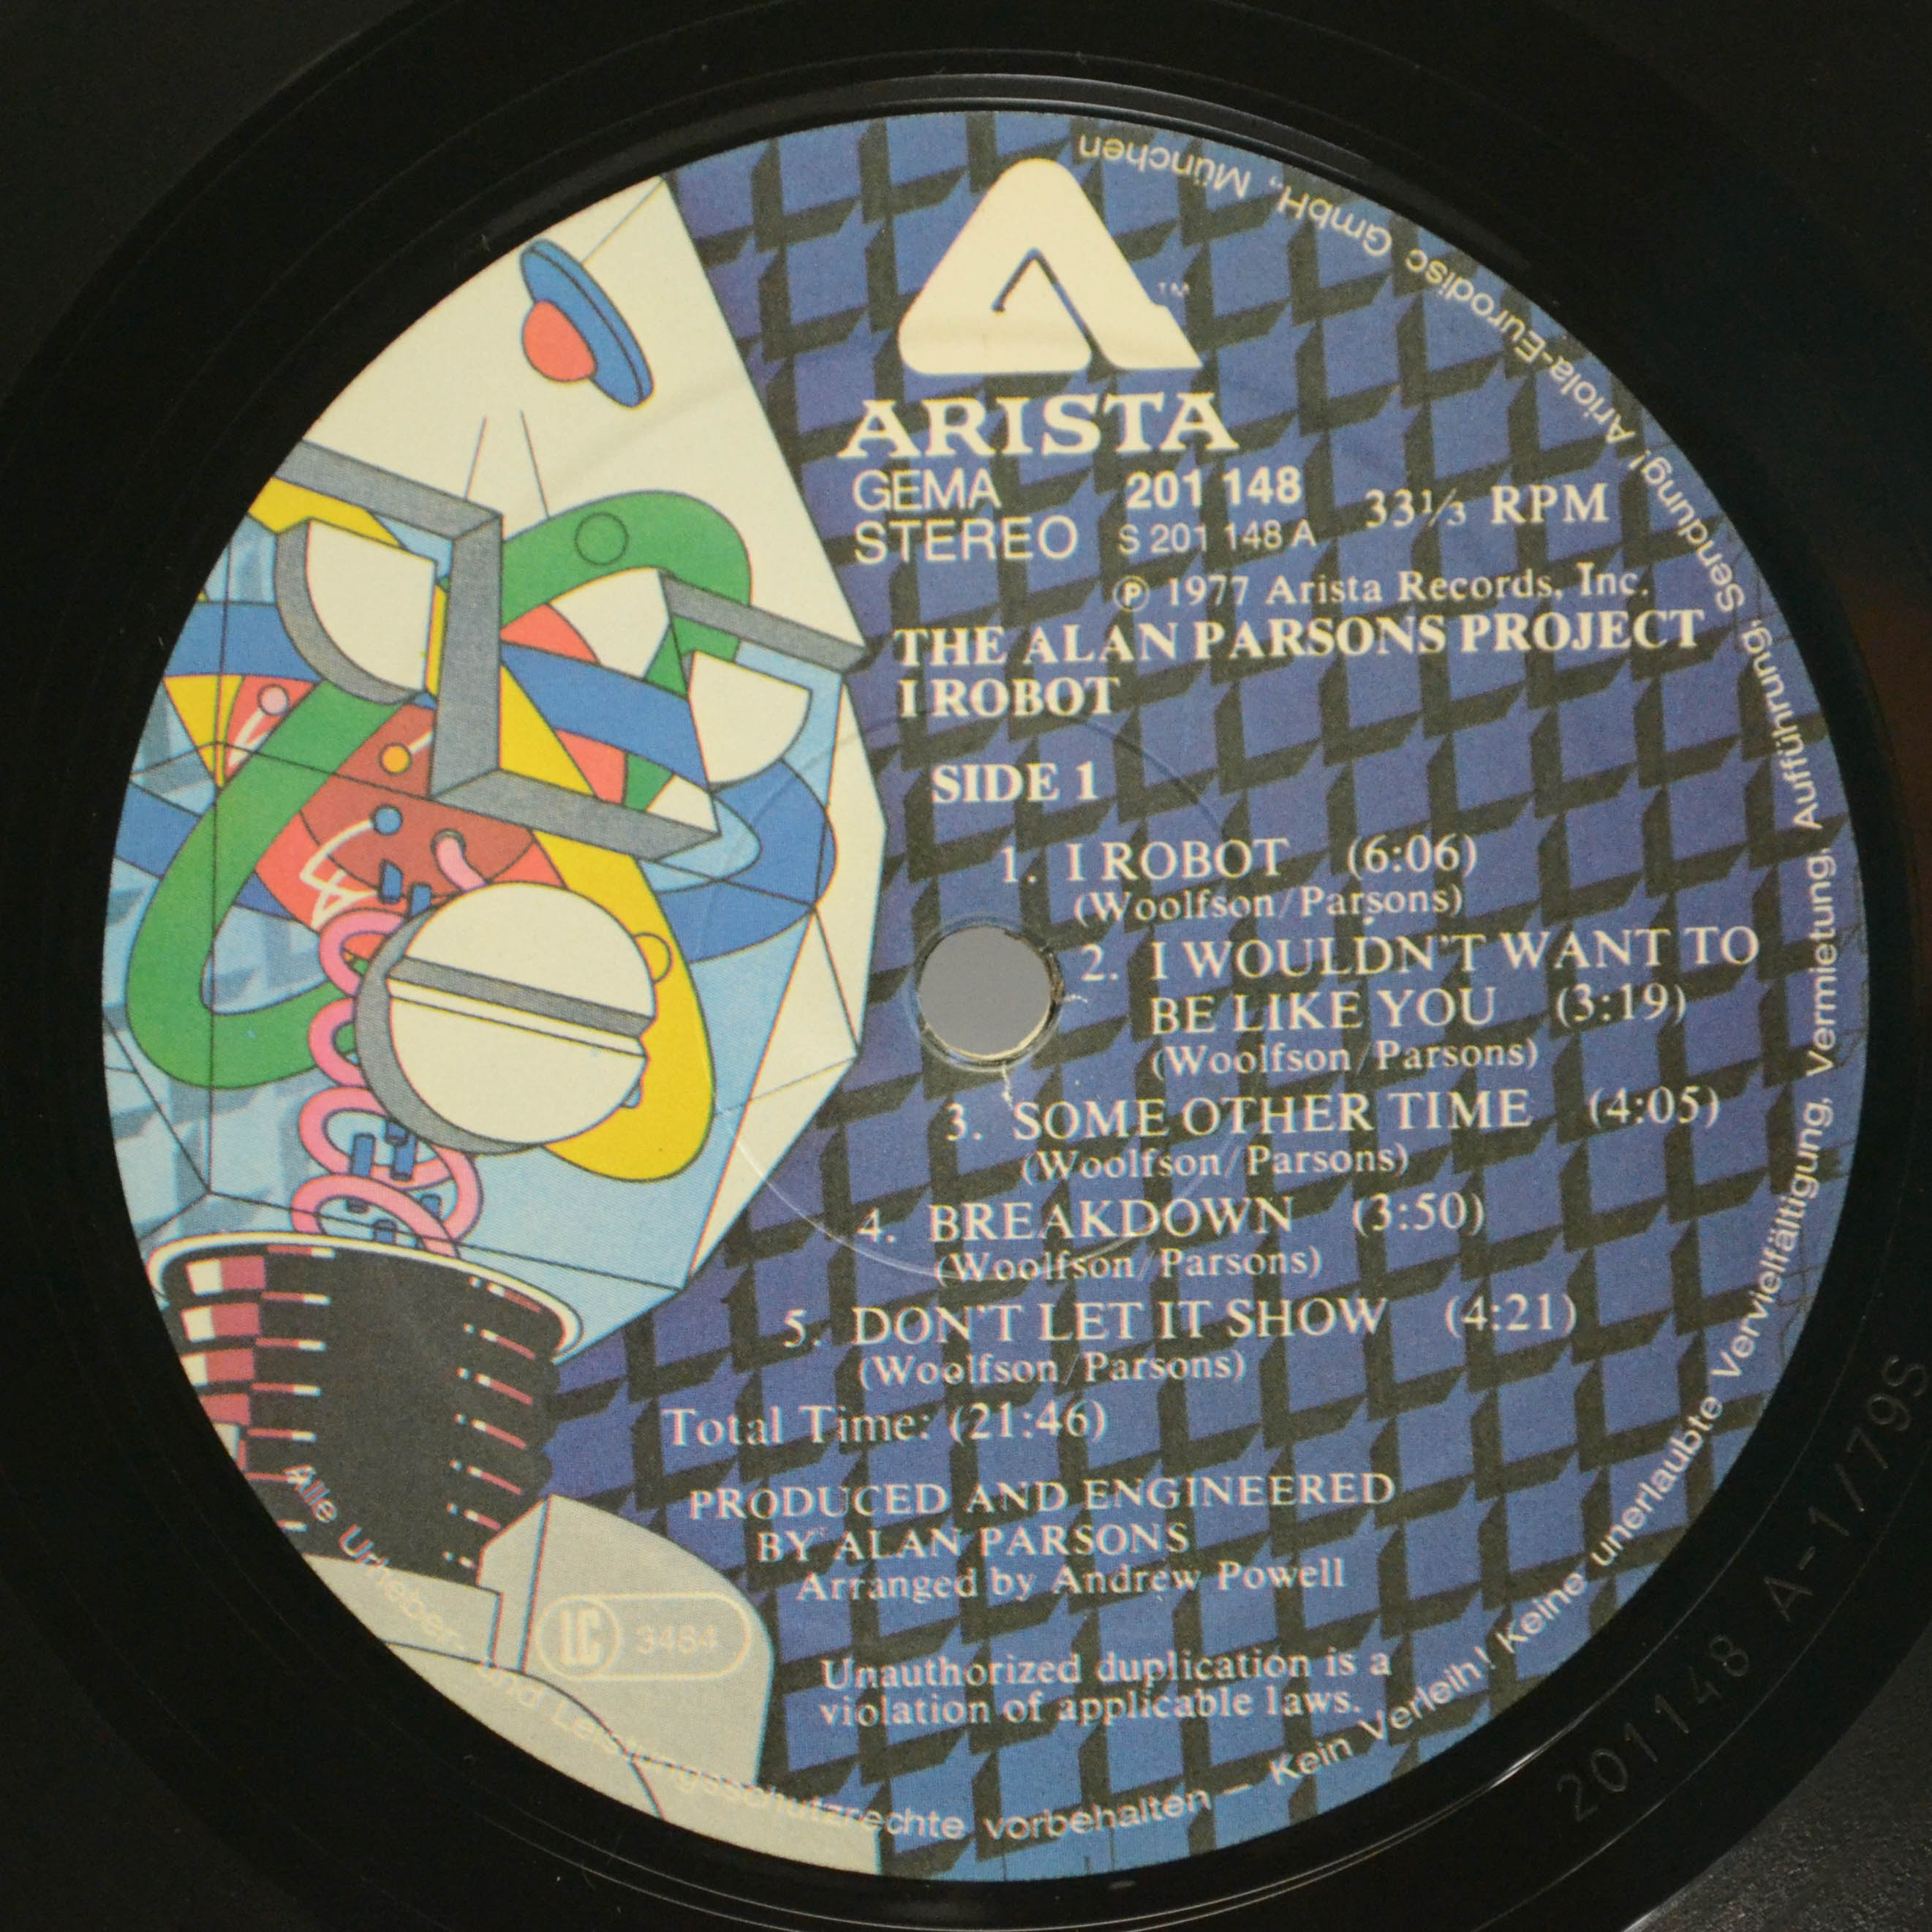 ARISTA
TM
GEMA 201 148 33 1/3 RPM
STEREO S 201 148 A
Ⓟ 1977 Arista Records, Inc.
THE ALAN PARSONS PROJECT
I ROBOT
SIDE 1
1. I ROBOT (6:06)
(Woolfson/Parsons)
2. I WOULDN'T WANT TO
BE LIKE YOU (3:19)
(Woolfson/Parsons)
3. SOME OTHER TIME (4:05)
(Woolfson/Parsons)
4. BREAKDOWN (3:50)
(Woolfson/Parsons)
5. DON'T LET IT SHOW (4:21)
(Woolfson/Parsons)
Total Time: (21:46)
PRODUCED AND ENGINEERED
BY ALAN PARSONS
Arranged by Andrew Powell
LC 3484
Unauthorized duplication is a
violation of applicable laws.
Alle Urheber- und Leistungsschutzrechte vorbehalten – Kein Verleih! Keine unerlaubte Vervielfältigung, Vermietung, Aufführung, Sendung! Ariola-Eurodisc GmbH., München
201148 A-1/79S